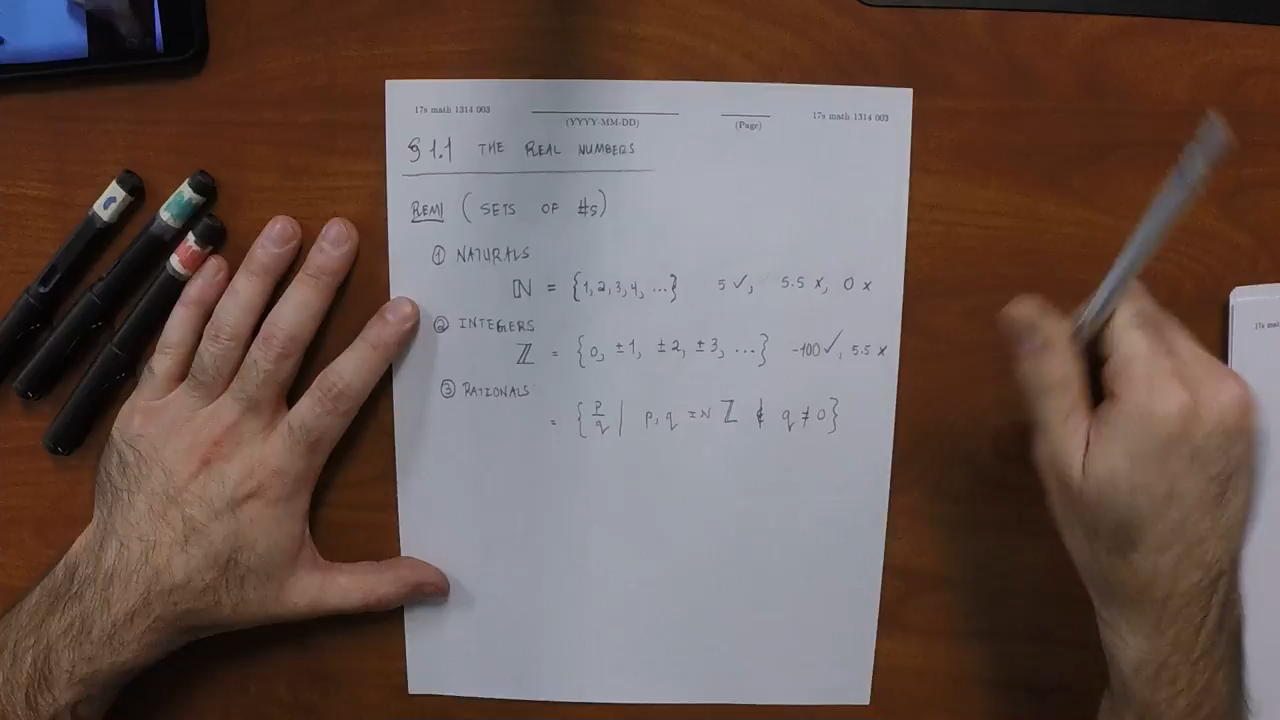 17s math 1314 003 (YYYY-MM-DD) (Page) 17s math 1314 003
§ 1.1 THE REAL NUMBERS
REM| ( SETS OF #s )
① NATURALS
ℕ = {1, 2, 3, 4, ...} 5 ✓, 5.5 x, 0 x
② INTEGERS
ℤ = {0, ±1, ±2, ±3, ...} -100 ✓, 5.5 x
③ RATIONALS
= {p/q | p, q IN ℤ & q ≠ 0}